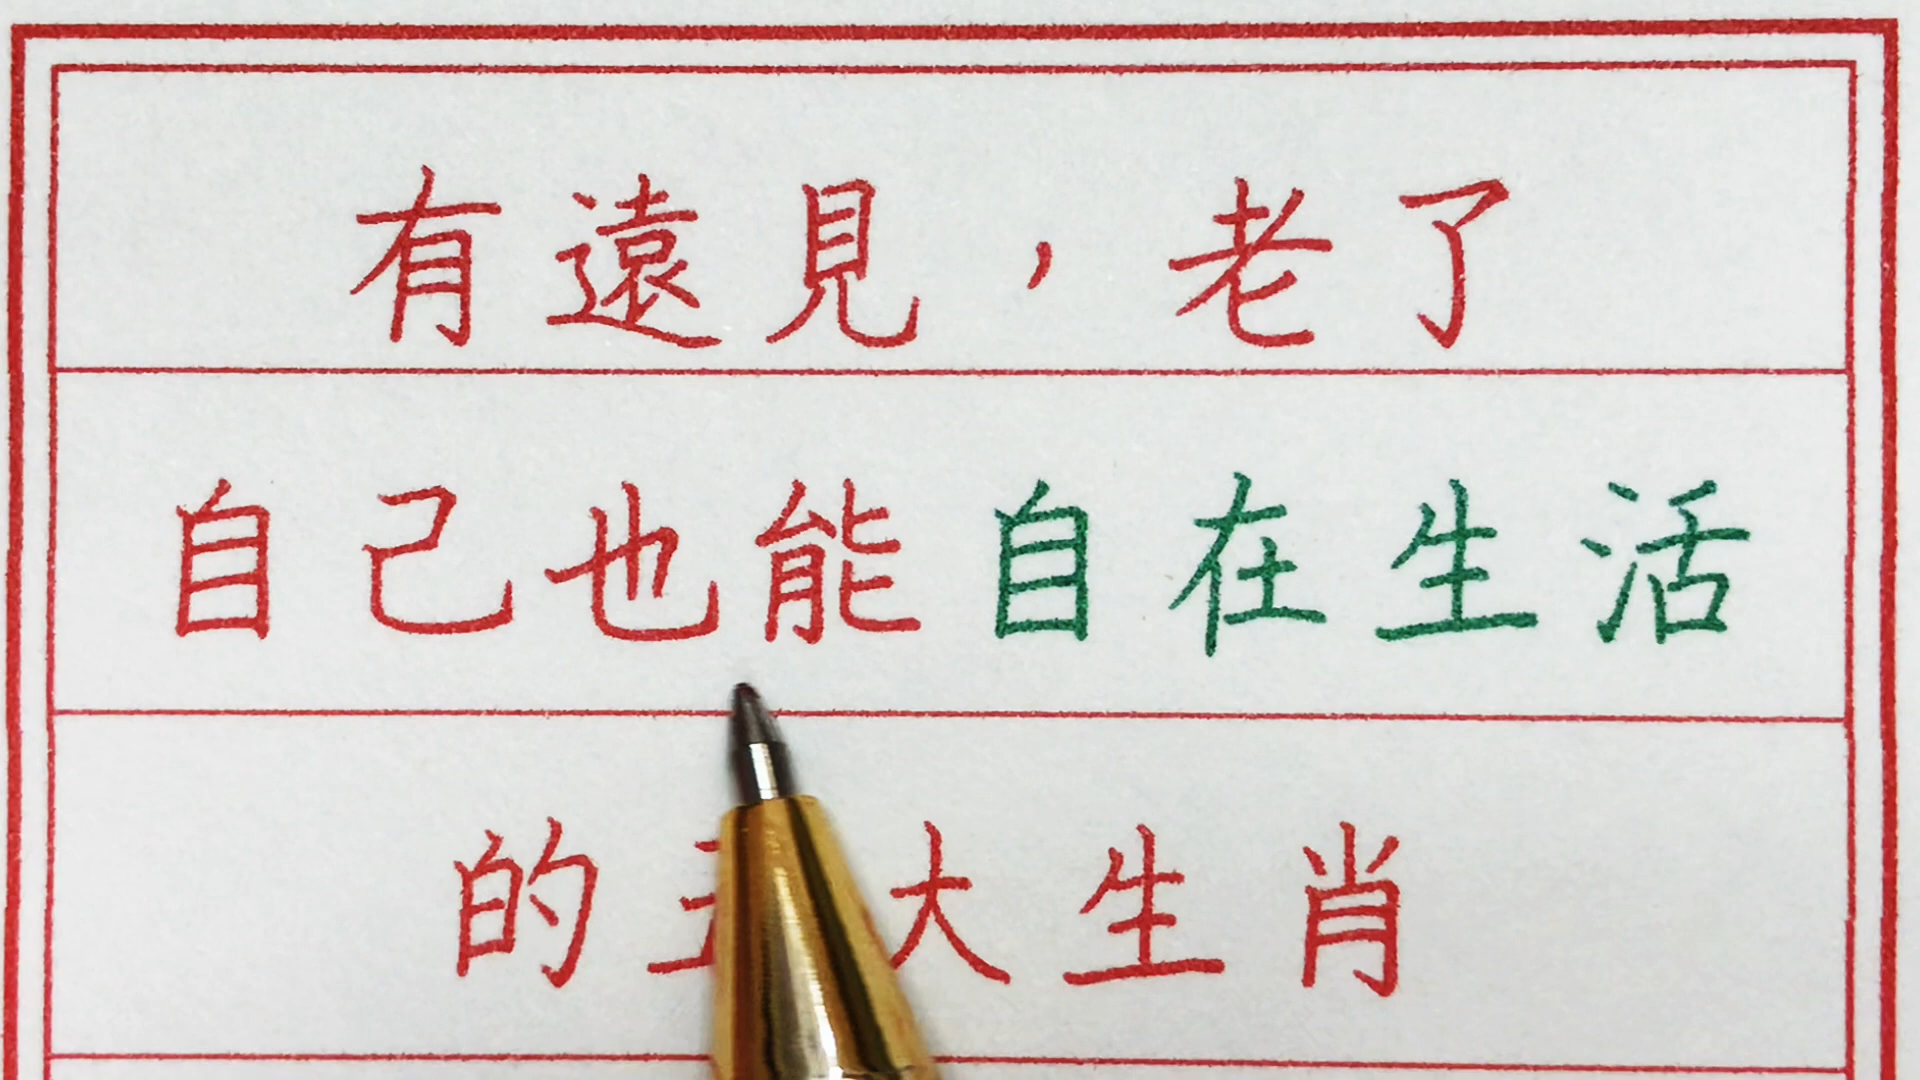 有遠見，老了
自己也能自在生活
的大生肖